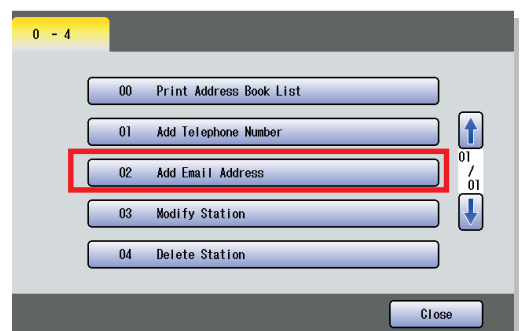 0 - 4
00 Print Address Book List
01 Add Telephone Number
02 Add Email Address
03 Modify Station
04 Delete Station
01
/
01
Close